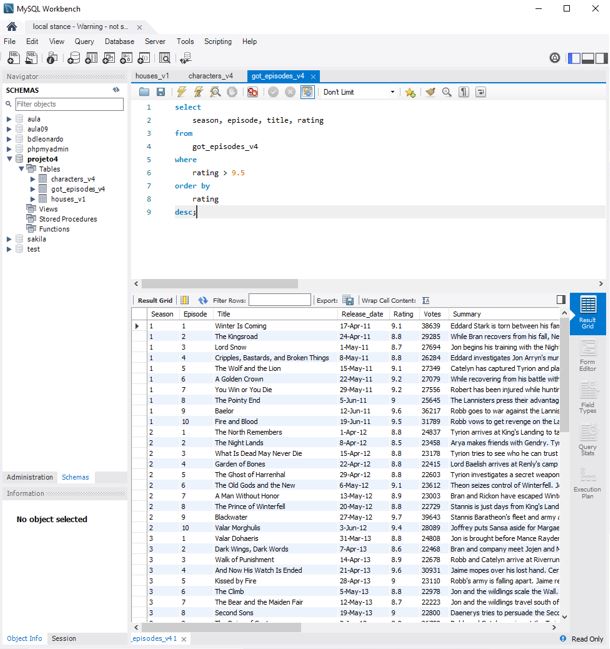 MySQL Workbench
local stance - Warning - not s...
File Edit View Query Database Server Tools Scripting Help
Navigator
SCHEMAS
Filter objects
aula
aula09
bdleonardo
phpmyadmin
projeto4
Tables
characters_v4
got_episodes_v4
houses_v1
Views
Stored Procedures
Functions
sakila
test
Administration Schemas
Information
No object selected
Object Info Session
houses_v1 characters_v4 got_episodes_v4
Don't Limit
1 select
2 season, episode, title, rating
3 from
4 got_episodes_v4
5 where
6 rating > 9.5
7 order by
8 rating
9 desc;
Result Grid Filter Rows: Export: Wrap Cell Content:
Season Episode Title Release_date Rating Votes Summary
1 1 Winter Is Coming 17-Apr-11 9.1 38639 Eddard Stark is torn between his fam
1 2 The Kingsroad 24-Apr-11 8.8 29285 While Bran recovers from his fall, Ne
1 3 Lord Snow 1-May-11 8.7 27694 Jon begins his training with the Nigh
1 4 Cripples, Bastards, and Broken Things 8-May-11 8.8 26284 Eddard investigates Jon Arryn's mur
1 5 The Wolf and the Lion 15-May-11 9.1 27349 Catelyn has captured Tyrion and pla
1 6 A Golden Crown 22-May-11 9.2 27079 While recovering from his battle with
1 7 You Win or You Die 29-May-11 9.2 27556 Robert has been injured while huntin
1 8 The Pointy End 5-Jun-11 9 25645 The Lannisters press their advantag
1 9 Baelor 12-Jun-11 9.6 36217 Robb goes to war against the Lannis
1 10 Fire and Blood 19-Jun-11 9.5 31789 Robb vows to get revenge on the La
2 1 The North Remembers 1-Apr-12 8.8 24837 Tyrion arrives at King's Landing to ta
2 2 The Night Lands 8-Apr-12 8.5 23458 Arya makes friends with Gendry. Tyr
2 3 What Is Dead May Never Die 15-Apr-12 8.8 23178 Tyrion tries to see who he can trust
2 4 Garden of Bones 22-Apr-12 8.8 22415 Lord Baelish arrives at Renly's camp
2 5 The Ghost of Harrenhal 29-Apr-12 8.8 22603 Tyrion investigates a secret weapon
2 6 The Old Gods and the New 6-May-12 9.1 23612 Theon seizes control of Winterfell. J
2 7 A Man Without Honor 13-May-12 8.9 23003 Bran and Rickon have escaped Winte
2 8 The Prince of Winterfell 20-May-12 8.8 22729 Stannis is just days from King's Land
2 9 Blackwater 27-May-12 9.7 39643 Stannis Baratheon's fleet and army a
2 10 Valar Morghulis 3-Jun-12 9.4 28089 Joffrey puts Sansa aside for Margae
3 1 Valar Dohaeris 31-Mar-13 8.8 24808 Jon is brought before Mance Rayder
3 2 Dark Wings, Dark Words 7-Apr-13 8.6 22468 Bran and company meet Jojen and M
3 3 Walk of Punishment 14-Apr-13 8.9 22678 Robb and Catelyn arrive at Riverrun
3 4 And Now His Watch Is Ended 21-Apr-13 9.6 30931 Jaime mopes over his lost hand. Cer
3 5 Kissed by Fire 28-Apr-13 9 23110 Robb's army is falling apart. Jaime re
3 6 The Climb 5-May-13 8.8 22978 Jon and the wildlings scale the Wall.
3 7 The Bear and the Maiden Fair 12-May-13 8.7 22223 Jon and the wildlings travel south of
3 8 Second Sons 19-May-13 9 22800 Daenerys tries to persuade the Seco
Result Grid
Form Editor
Field Types
Query Stats
Execution Plan
_episodes_v4 1
Read Only